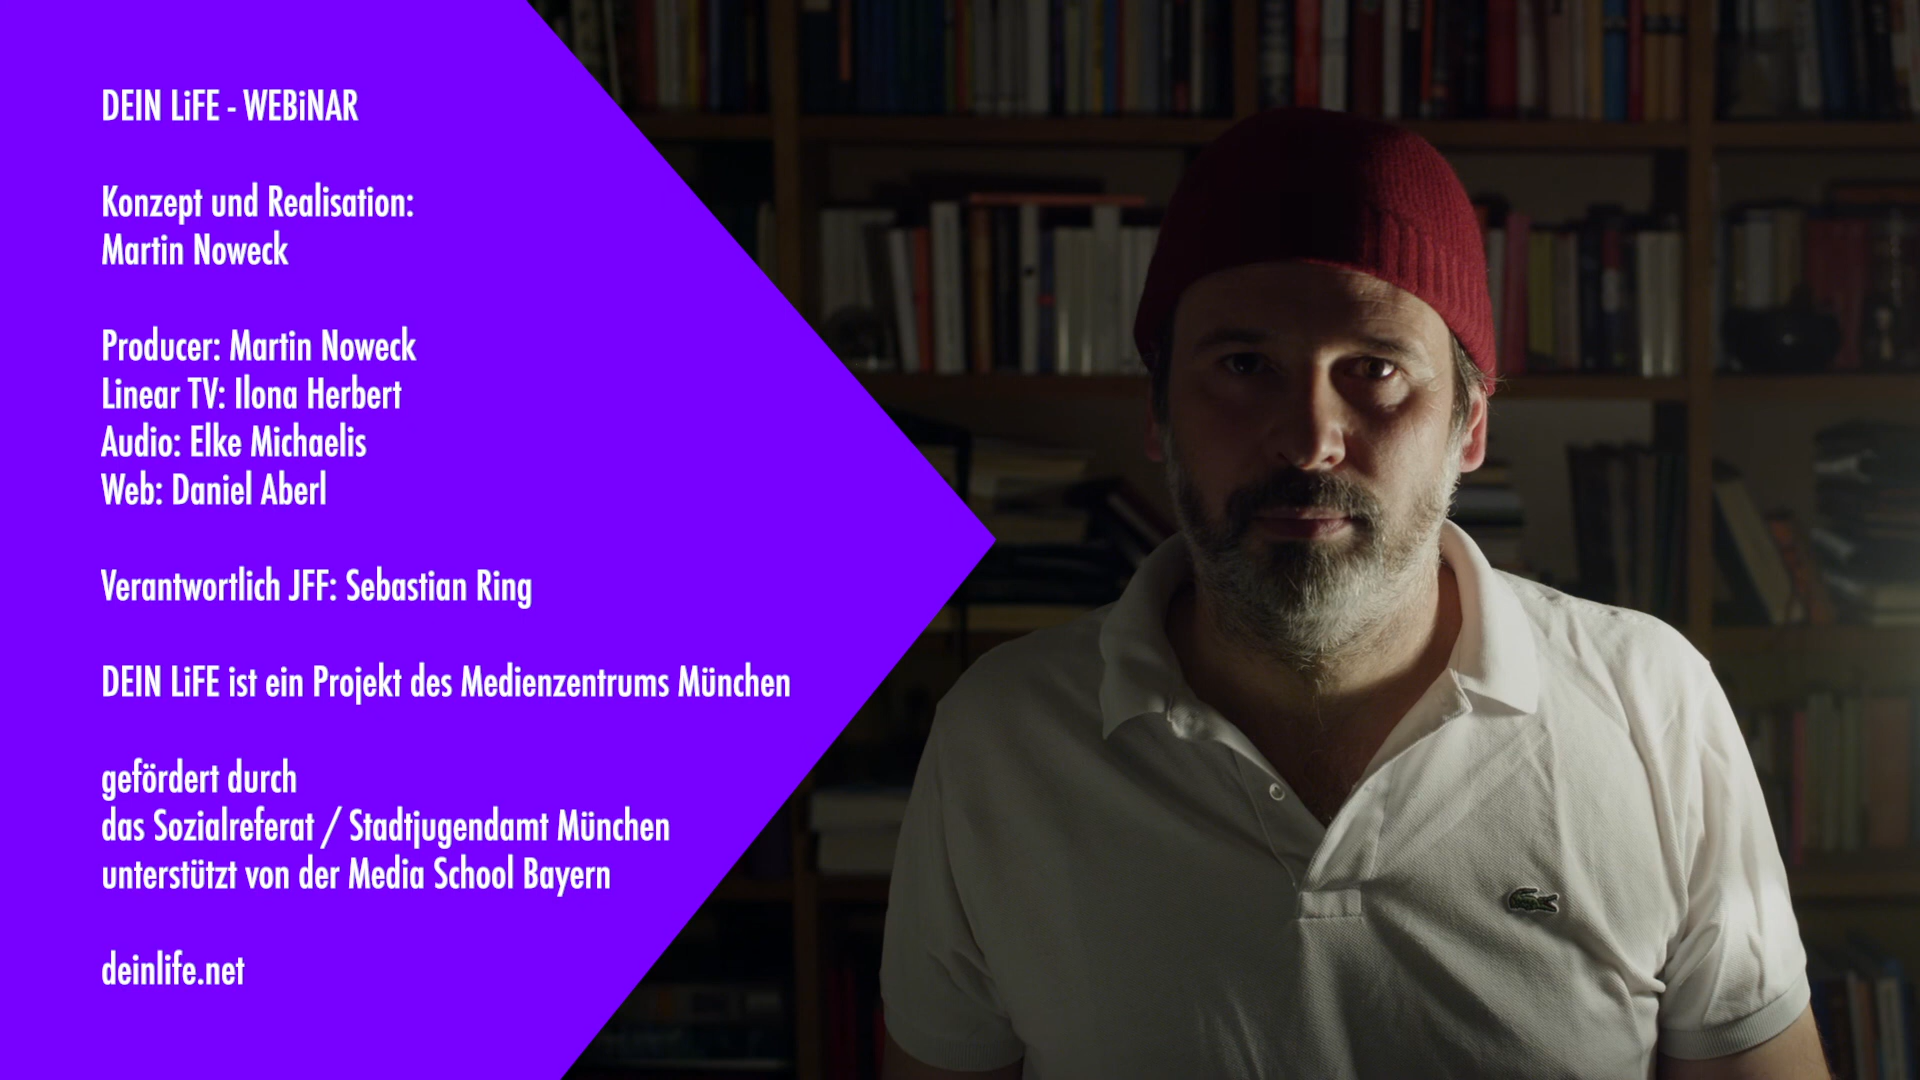 DEIN LiFE - WEBiNAR
Konzept und Realisation:
Martin Noweck
Producer: Martin Noweck
Linear TV: Ilona Herbert
Audio: Elke Michaelis
Web: Daniel Aberl
Verantwortlich JFF: Sebastian Ring
DEIN LiFE ist ein Projekt des Medienzentrums München
gefördert durch
das Sozialreferat / Stadtjugendamt München
unterstützt von der Media School Bayern
deinlife.net